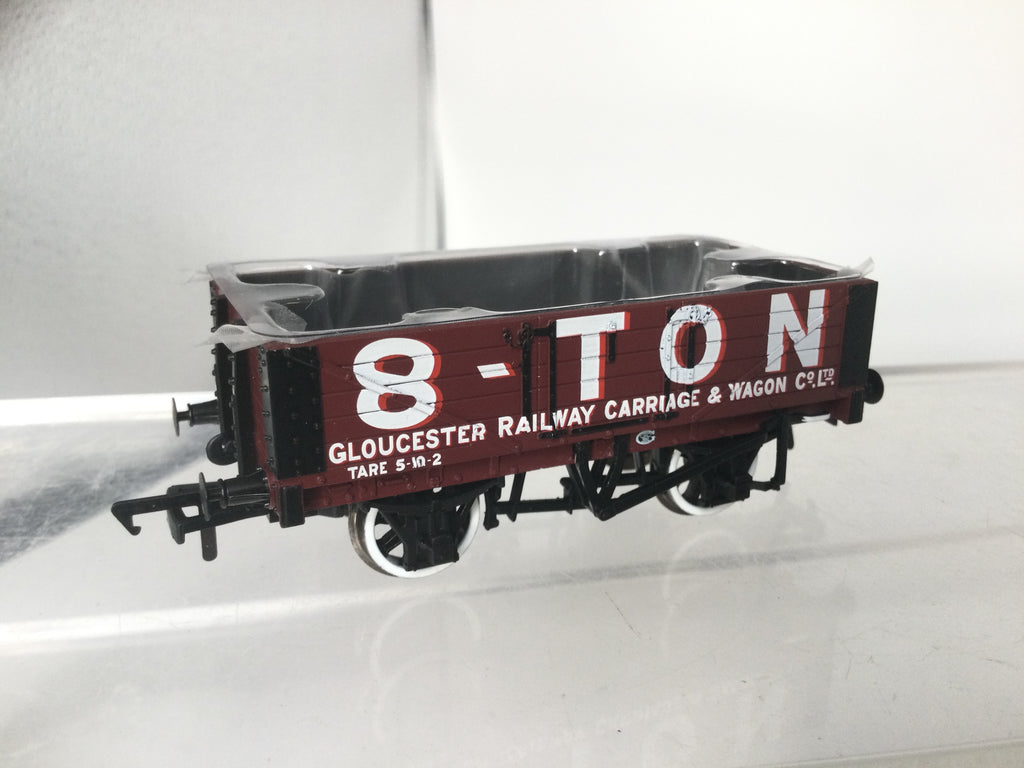 8-TON
GLOUCESTER RAILWAY CARRIAGE & WAGON CO. LTD
TARE 5-10-2